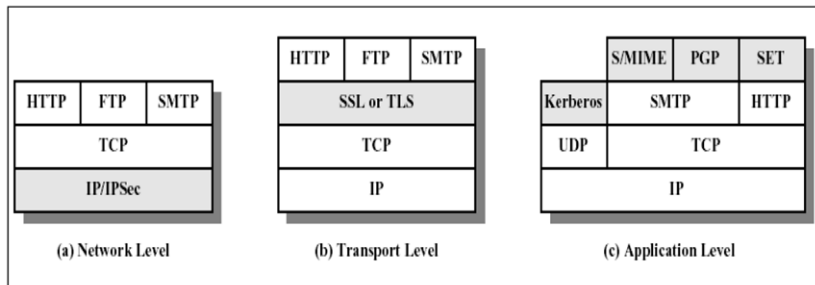 HTTP FTP SMTP
TCP
IP/IPSec
(a) Network Level
HTTP FTP SMTP
SSL or TLS
TCP
IP
(b) Transport Level
S/MIME PGP SET
Kerberos SMTP HTTP
UDP TCP
IP
(c) Application Level